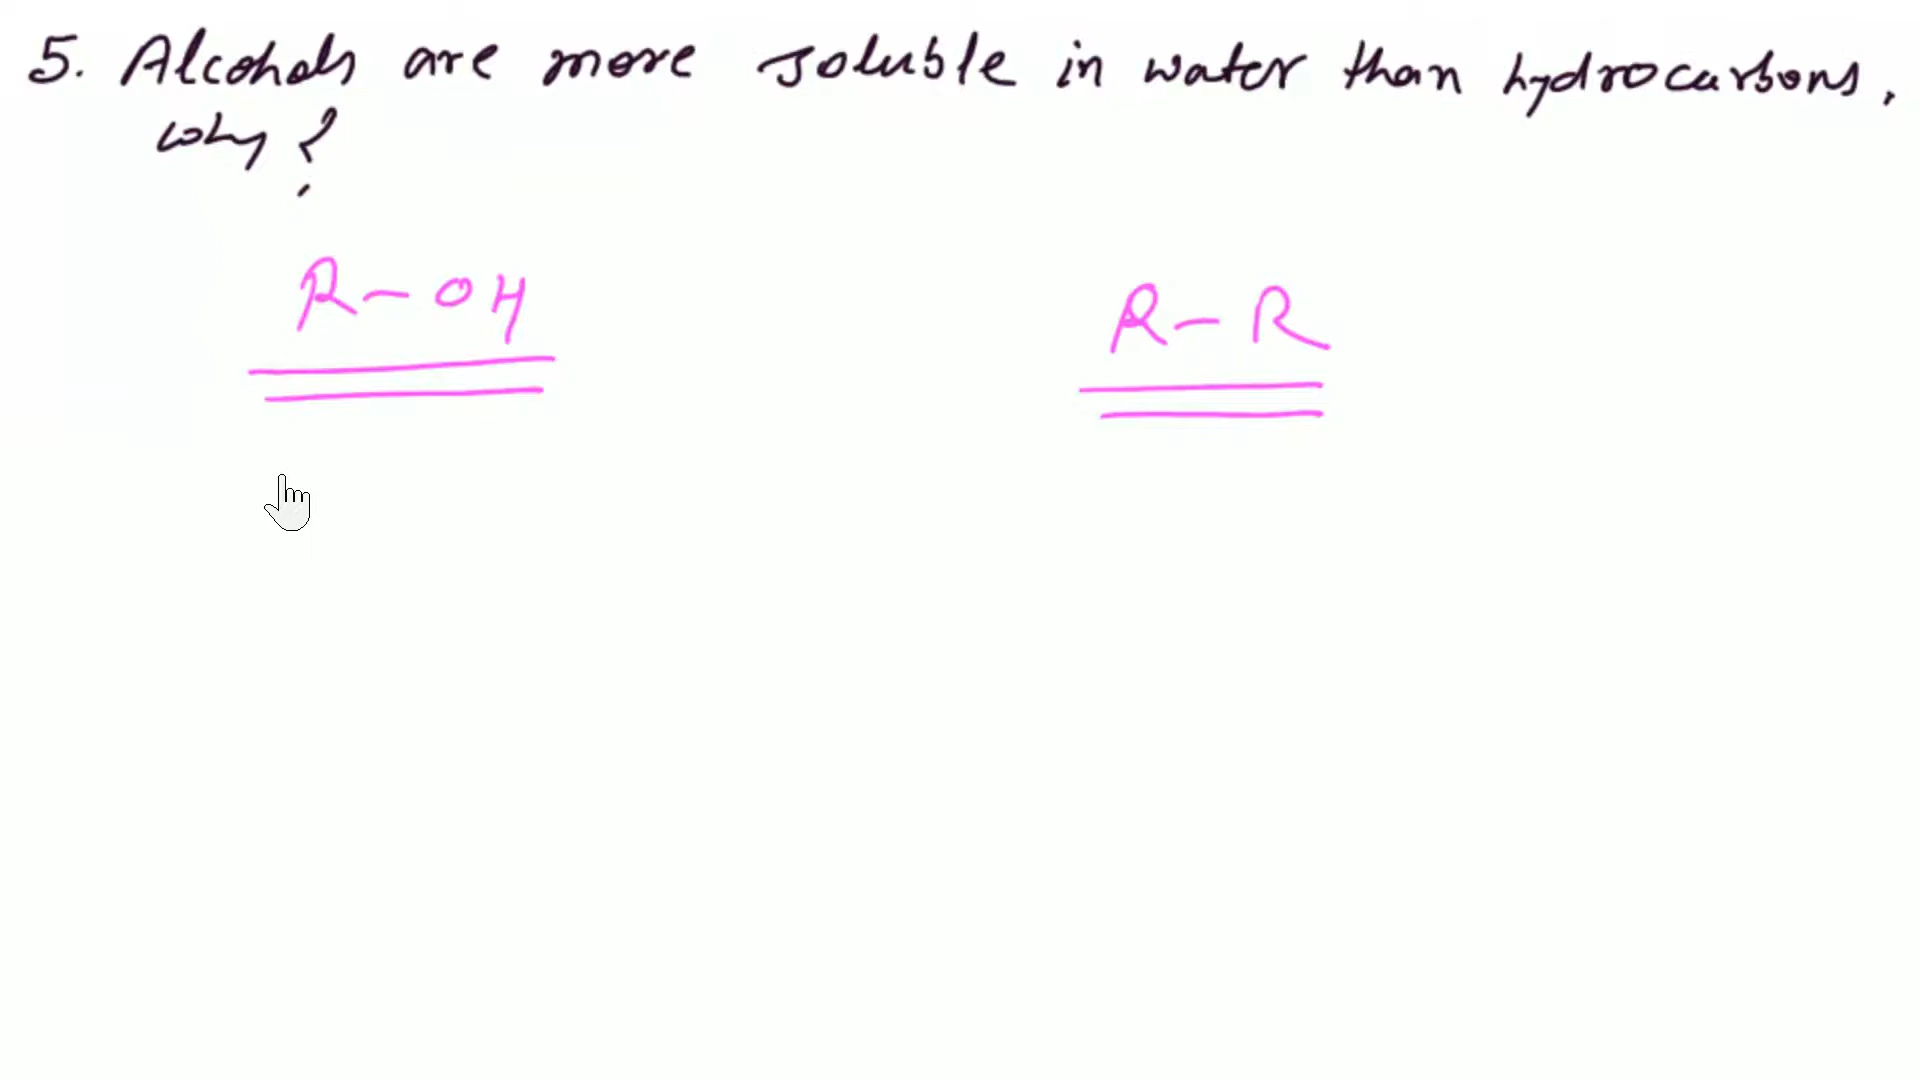 5. Alcohols are more soluble in water than hydrocarbons.
why?
R-OH R-R